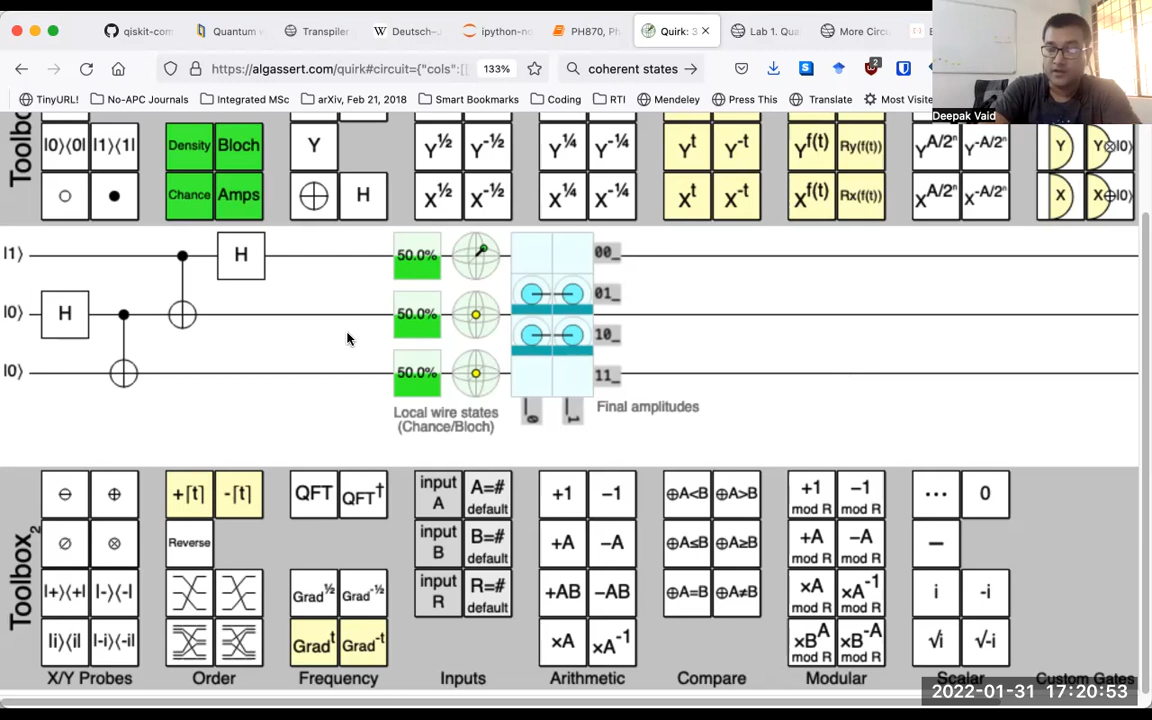 qiskit-com
Quantum
Transpiler
Deutsch-J
ipython-n
PH870, Ph
Quirk: 3
Lab 1. Qua
More Circ
133%
https://algassert.com/quirk#circuit={"cols":[[
coherent states
2
TinyURL!
No-APC Journals
Integrated MSc
arXiv, Feb 21, 2018
Smart Bookmarks
Coding
RTI
Mendeley
Press This
Translate
Most Visite
Deepak Vaid
Toolbo
|0⟩⟨0| |1⟩⟨1| Density Bloch Y Y½ Y-½ Y¼ Y-¼ Yt Y-t Yf(t) Ry(f(t)) YA/2ⁿ Y-A/2ⁿ Y Y⊗|0⟩
○ ● Chance Amps ⊕ H X½ X-½ X¼ X-¼ Xt X-t Xf(t) Rx(f(t)) XA/2ⁿ X-A/2ⁿ X X⊕|0⟩
|1⟩ H 50.0% 00_
01_
|0⟩ H 50.0%
10_
|0⟩ 50.0% 11_
Local wire states
(Chance/Bloch)
|0
|1
Final amplitudes
Toolbox2
⊖ ⊕ +[t] -[t] QFT QFT† input A A=# default +1 −1 ⊕A<B ⊕A>B +1 mod R −1 mod R ... 0
⊘ ⊗ Reverse input B B=# default +A −A ⊕A≤B ⊕A≥B +A mod R −A mod R −
|+⟩⟨+| |-⟩⟨-| Grad½ Grad-½ input R R=# default +AB −AB ⊕A=B ⊕A≠B ×A mod R ×A-1 mod R i -i
|i⟩⟨i| |-i⟩⟨-i| Gradt Grad-t ×A ×A-1 ×BA mod R ×B-A mod R √i √-i
X/Y Probes Order Frequency Inputs Arithmetic Compare Modular Scalar Custom Gates
2022-01-31 17:20:53